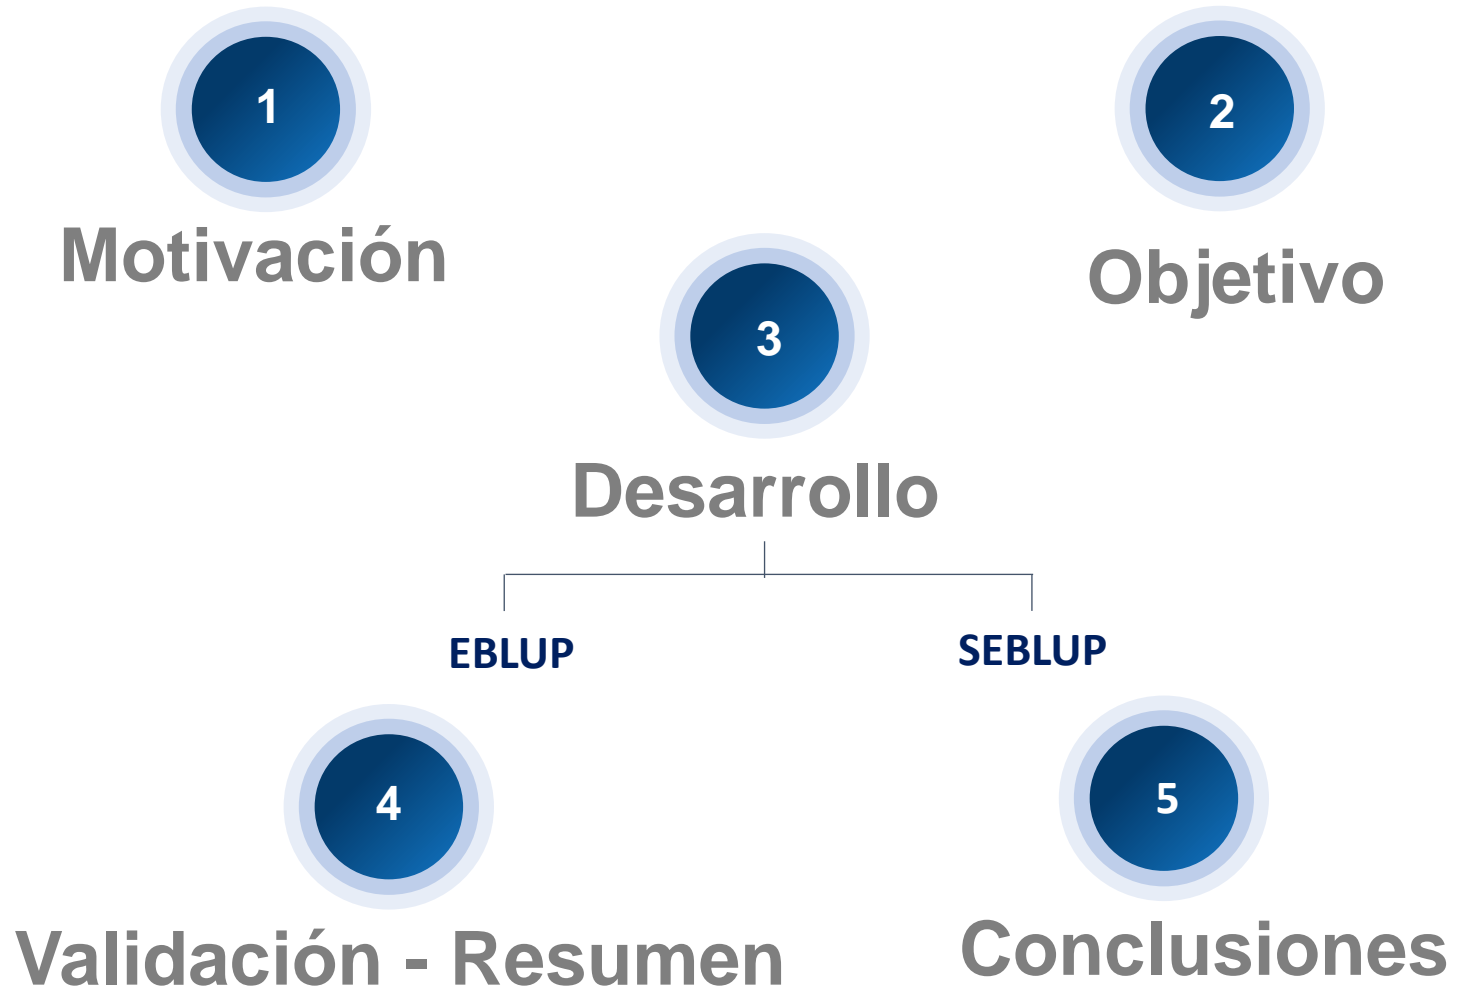 1
Motivación
2
Objetivo
3
Desarrollo
EBLUP
SEBLUP
4
Validación - Resumen
5
Conclusiones